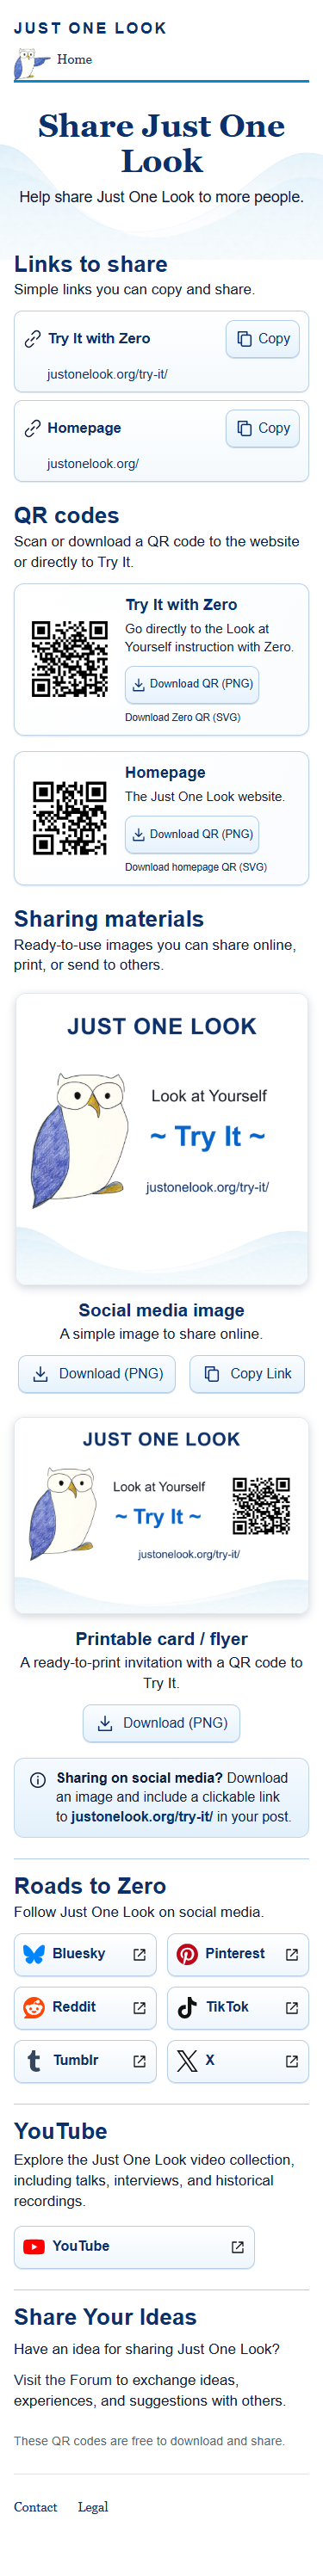 JUST ONE LOOK
Home
Share Just One
Look
Help share Just One Look to more people.
Links to share
Simple links you can copy and share.
Try It with Zero
Copy
justonelook.org/try-it/
Homepage
Copy
justonelook.org/
QR codes
Scan or download a QR code to the website
or directly to Try It.
Try It with Zero
Go directly to the Look at
Yourself instruction with Zero.
Download QR (PNG)
Download Zero QR (SVG)
Homepage
The Just One Look website.
Download QR (PNG)
Download homepage QR (SVG)
Sharing materials
Ready-to-use images you can share online,
print, or send to others.
JUST ONE LOOK
Look at Yourself
~ Try It ~
justonelook.org/try-it/
Social media image
A simple image to share online.
Download (PNG)
Copy Link
JUST ONE LOOK
Look at Yourself
~ Try It ~
justonelook.org/try-it/
Printable card / flyer
A ready-to-print invitation with a QR code to
Try It.
Download (PNG)
Sharing on social media? Download
an image and include a clickable link
to justonelook.org/try-it/ in your post.
Roads to Zero
Follow Just One Look on social media.
Bluesky
Pinterest
Reddit
TikTok
Tumblr
X
YouTube
Explore the Just One Look video collection,
including talks, interviews, and historical
recordings.
YouTube
Share Your Ideas
Have an idea for sharing Just One Look?
Visit the Forum to exchange ideas,
experiences, and suggestions with others.
These QR codes are free to download and share.
Contact
Legal